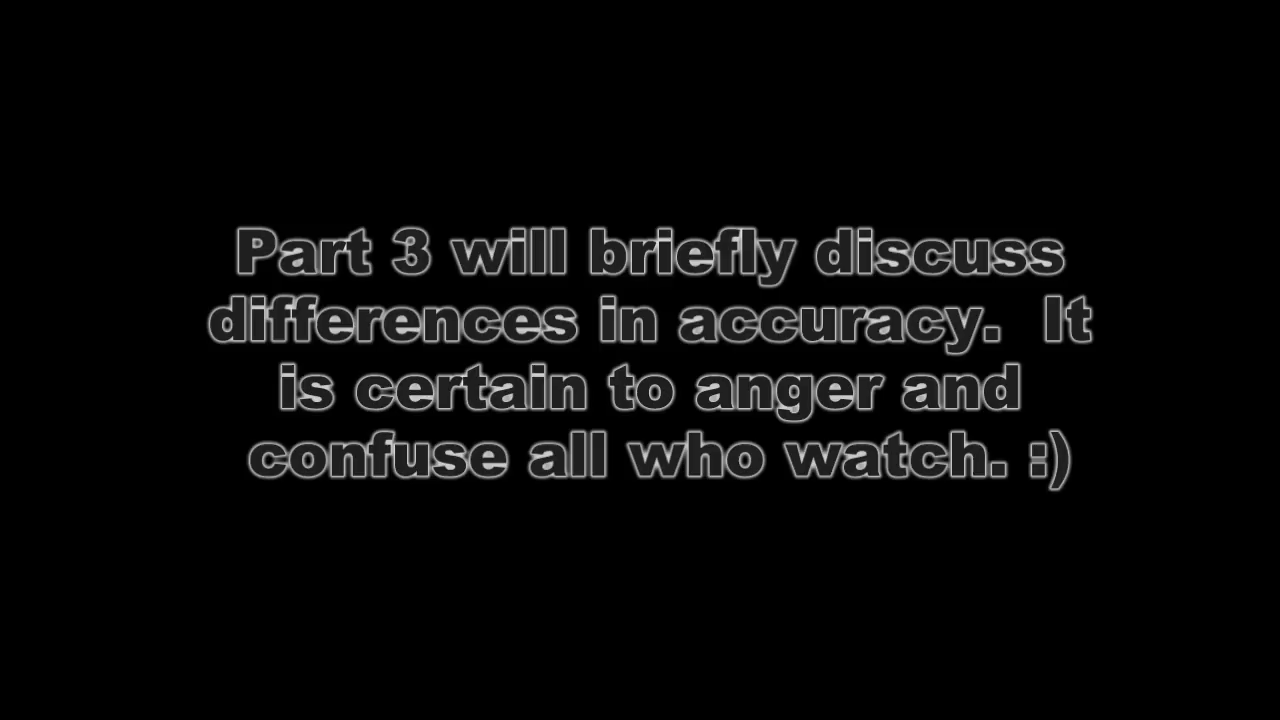 Part 3 will briefly discuss
differences in accuracy.  It
is certain to anger and
confuse all who watch. :)